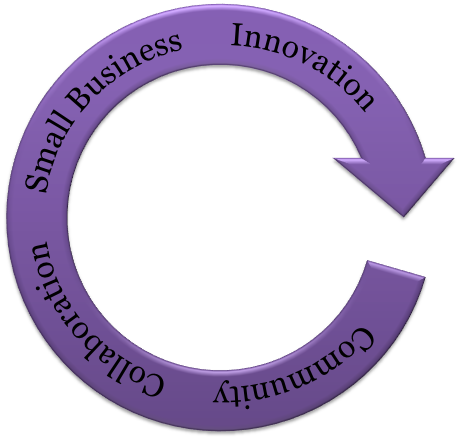 Community
Collaboration
Small Business
Innovation